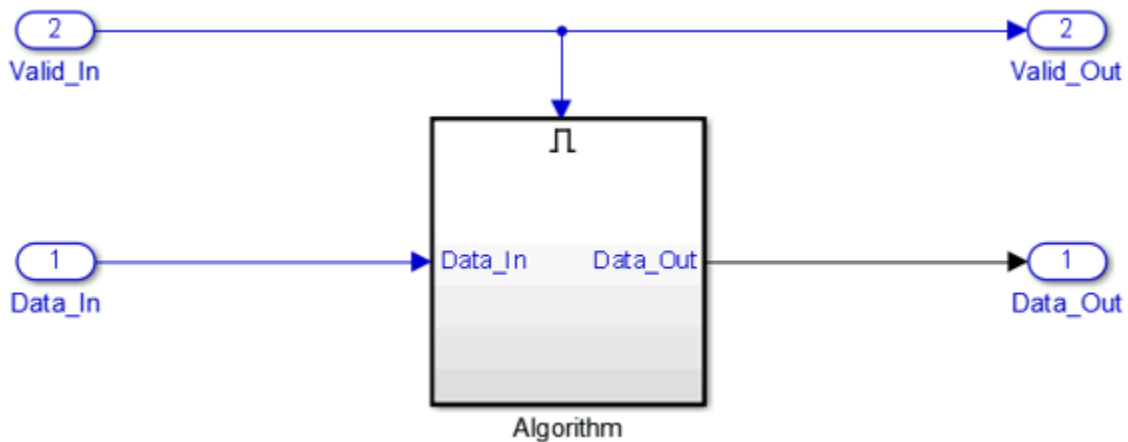 2
2
Valid_In
Valid_Out
1
Data_In
Data_Out
1
Data_In
Data_Out
Algorithm